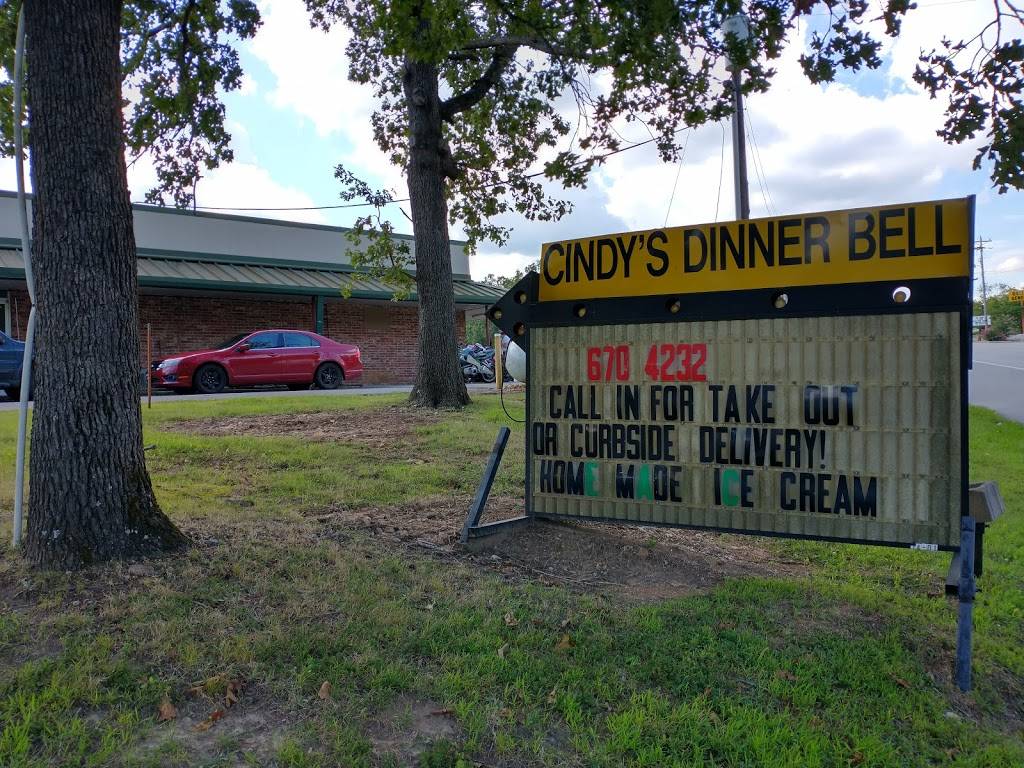 CINDY'S DINNER BELL
670 4232
CALL IN FOR TAKE OUT
OR CURBSIDE DELIVERY!
HOME MADE ICE CREAM